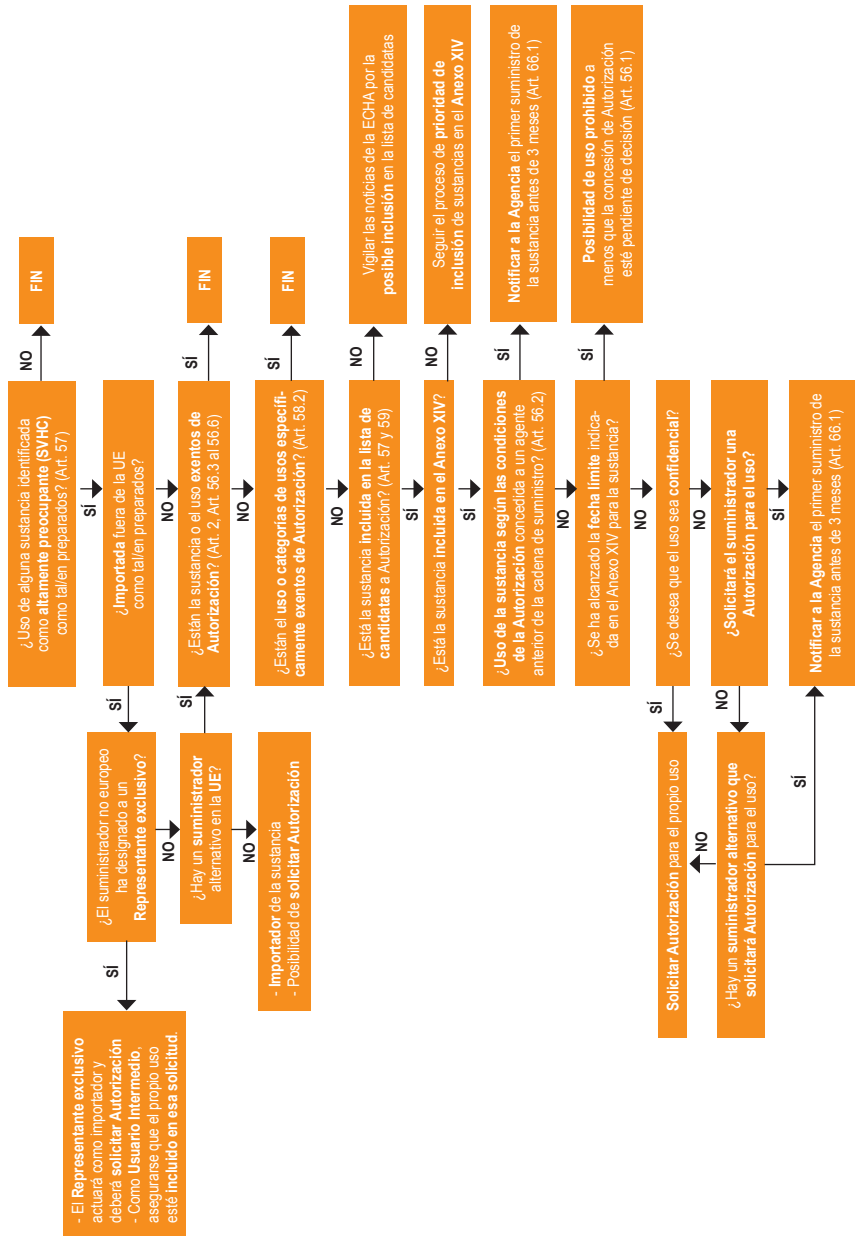 ¿Uso de alguna sustancia identificada
como altamente preocupante (SVHC)
como tal/en preparados? (Art. 57)
NO
FIN
SÍ
¿Importada fuera de la UE
como tal/en preparados?
SÍ
¿El suministrador no europeo
ha designado a un
Representante exclusivo?
SÍ
- El Representante exclusivo
actuará como importador y
deberá solicitar Autorización
- Como Usuario Intermedio,
asegurarse que el propio uso
esté incluido en esa solicitud.
NO
¿Hay un suministrador
alternativo en la UE?
SÍ
NO
- Importador de la sustancia
- Posibilidad de solicitar Autorización
NO
¿Están la sustancia o el uso exentos de
Autorización? (Art. 2, Art. 56.3 al 56.6)
SÍ
FIN
NO
¿Están el uso o categorías de usos específi-
camente exentos de Autorización? (Art. 58.2)
SÍ
FIN
NO
¿Está la sustancia incluida en la lista de
candidatas a Autorización? (Art. 57 y 59)
NO
Vigilar las noticias de la ECHA por la
posible inclusión en la lista de candidatas
SÍ
¿Está la sustancia incluida en el Anexo XIV?
NO
Seguir el proceso de prioridad de
inclusión de sustancias en el Anexo XIV
SÍ
¿Uso de la sustancia según las condiciones
de la Autorización concedida a un agente
anterior de la cadena de suministro? (Art. 56.2)
SÍ
Notificar a la Agencia el primer suministro de
la sustancia antes de 3 meses (Art. 66.1)
NO
¿Se ha alcanzado la fecha límite indica-
da en el Anexo XIV para la sustancia?
SÍ
Posibilidad de uso prohibido a
menos que la concesión de Autorización
esté pendiente de decisión (Art. 56.1)
NO
¿Se desea que el uso sea confidencial?
SÍ
Solicitar Autorización para el propio uso
NO
¿Solicitará el suministrador una
Autorización para el uso?
NO
¿Hay un suministrador alternativo que
solicitará Autorización para el uso?
NO
SÍ
SÍ
Notificar a la Agencia el primer suministro de
la sustancia antes de 3 meses (Art. 66.1)